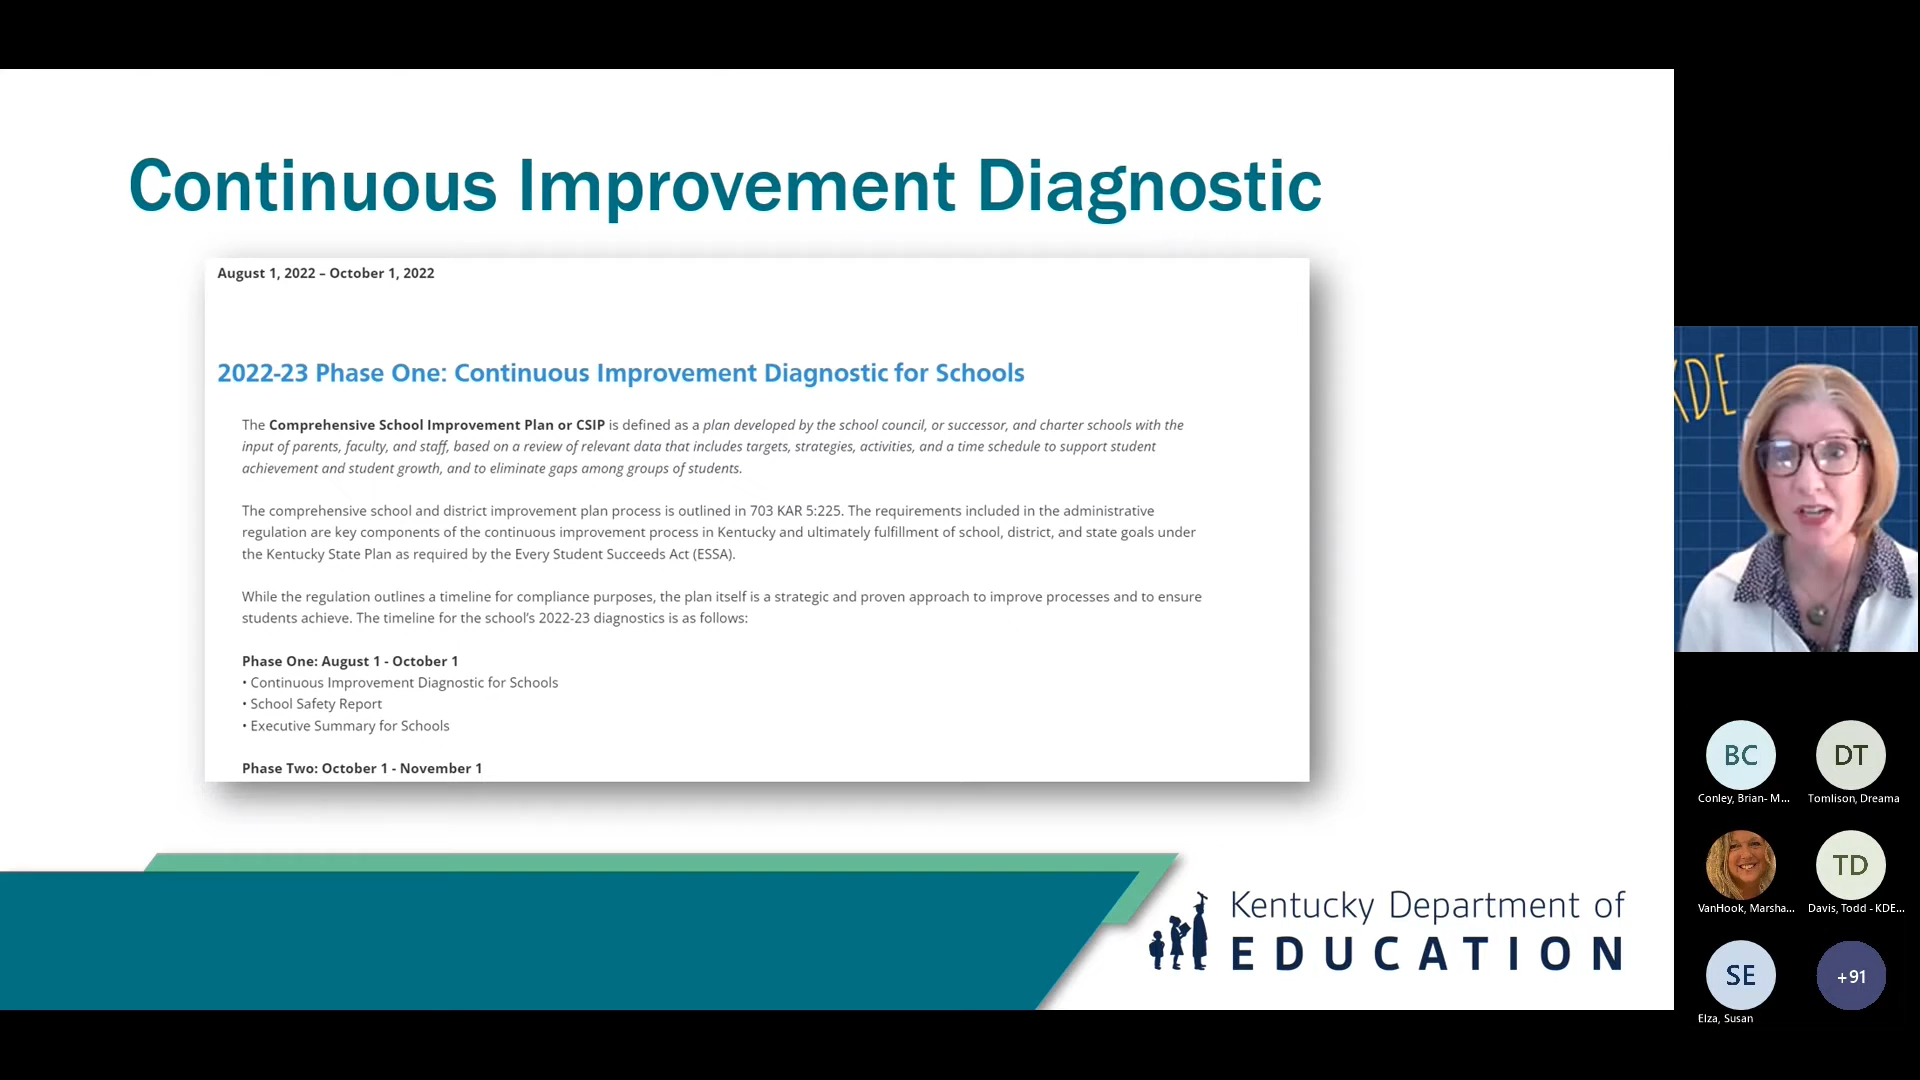 Continuous Improvement Diagnostic
August 1, 2022 – October 1, 2022
2022-23 Phase One: Continuous Improvement Diagnostic for Schools
The Comprehensive School Improvement Plan or CSIP is defined as a plan developed by the school council, or successor, and charter schools with the
input of parents, faculty, and staff, based on a review of relevant data that includes targets, strategies, activities, and a time schedule to support student
achievement and student growth, and to eliminate gaps among groups of students.
The comprehensive school and district improvement plan process is outlined in 703 KAR 5:225. The requirements included in the administrative
regulation are key components of the continuous improvement process in Kentucky and ultimately fulfillment of school, district, and state goals under
the Kentucky State Plan as required by the Every Student Succeeds Act (ESSA).
While the regulation outlines a timeline for compliance purposes, the plan itself is a strategic and proven approach to improve processes and to ensure
students achieve. The timeline for the school's 2022-23 diagnostics is as follows:
Phase One: August 1 - October 1
• Continuous Improvement Diagnostic for Schools
• School Safety Report
• Executive Summary for Schools
Phase Two: October 1 - November 1
Kentucky Department of
EDUCATION
KDE
BC
DT
Conley, Brian- M...
Tomlison, Dreama
TD
VanHook, Marsha...
Davis, Todd - KDE...
SE
+91
Elza, Susan